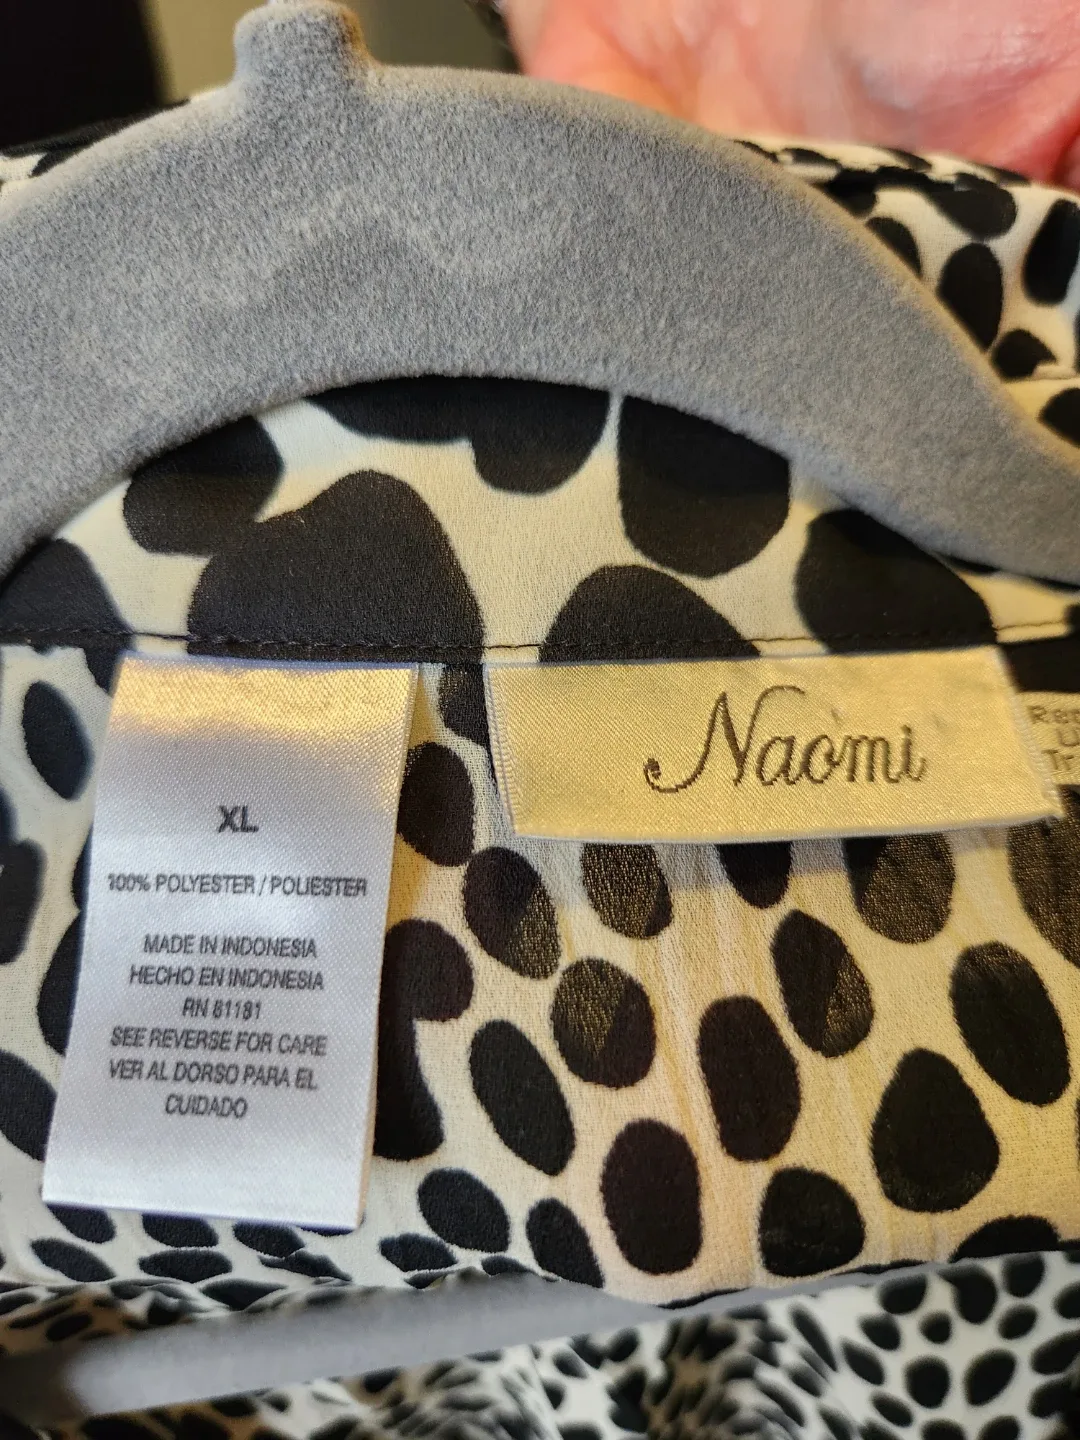 XL
100% POLYESTER / POLIESTER
MADE IN INDONESIA
HECHO EN INDONESIA
RN 81181
SEE REVERSE FOR CARE
VER AL DORSO PARA EL
CUIDADO
Naomi